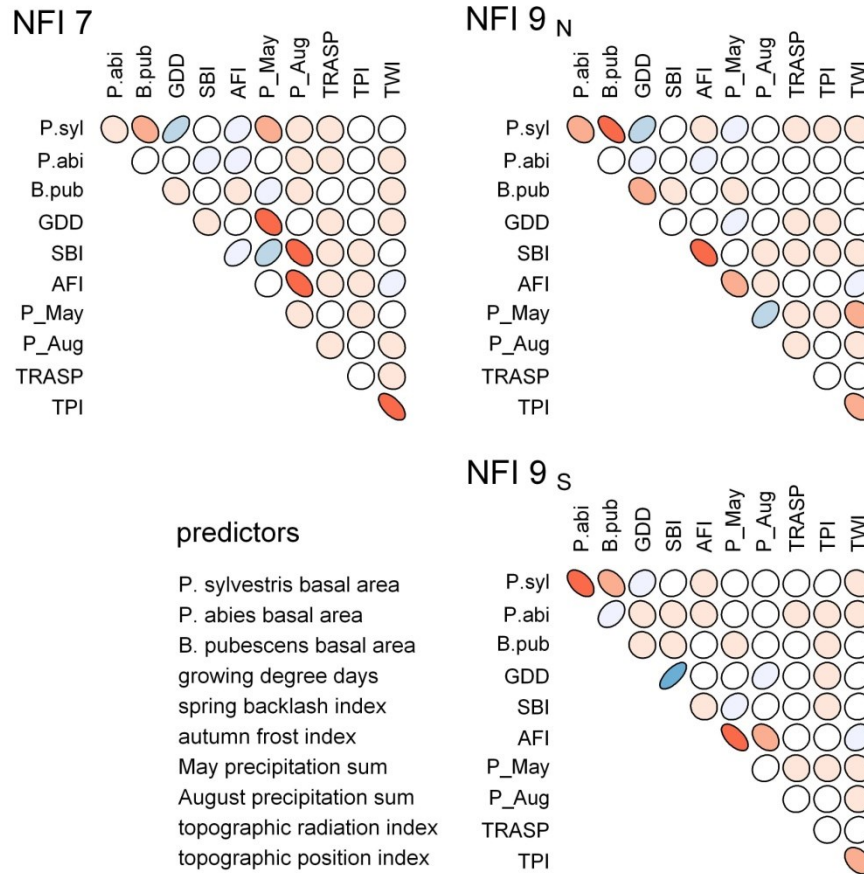 NFI 7
P.abi B.pub GDD SBI AFI P_May P_Aug TRASP TPI TWI
P.syl
P.abi
B.pub
GDD
SBI
AFI
P_May
P_Aug
TRASP
TPI
NFI 9 N
P.abi B.pub GDD SBI AFI P_May P_Aug TRASP TPI TWI
P.syl
P.abi
B.pub
GDD
SBI
AFI
P_May
P_Aug
TRASP
TPI
NFI 9 S
P.abi B.pub GDD SBI AFI P_May P_Aug TRASP TPI TWI
P.syl
P.abi
B.pub
GDD
SBI
AFI
P_May
P_Aug
TRASP
TPI
predictors
P. sylvestris basal area
P. abies basal area
B. pubescens basal area
growing degree days
spring backlash index
autumn frost index
May precipitation sum
August precipitation sum
topographic radiation index
topographic position index